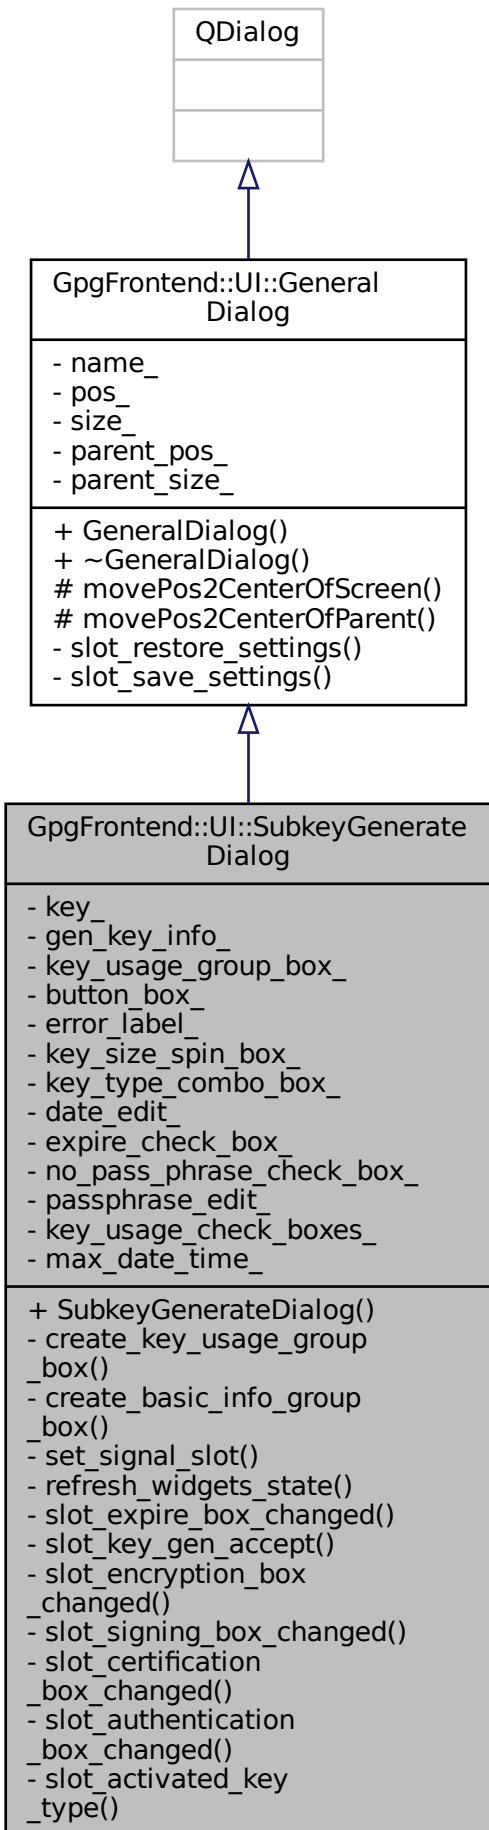 QDialog
GpgFrontend::UI::General
Dialog
- name_
- pos_
- size_
- parent_pos_
- parent_size_
+ GeneralDialog()
+ ~GeneralDialog()
# movePos2CenterOfScreen()
# movePos2CenterOfParent()
- slot_restore_settings()
- slot_save_settings()
GpgFrontend::UI::SubkeyGenerate
Dialog
- key_
- gen_key_info_
- key_usage_group_box_
- button_box_
- error_label_
- key_size_spin_box_
- key_type_combo_box_
- date_edit_
- expire_check_box_
- no_pass_phrase_check_box_
- passphrase_edit_
- key_usage_check_boxes_
- max_date_time_
+ SubkeyGenerateDialog()
- create_key_usage_group
_box()
- create_basic_info_group
_box()
- set_signal_slot()
- refresh_widgets_state()
- slot_expire_box_changed()
- slot_key_gen_accept()
- slot_encryption_box
_changed()
- slot_signing_box_changed()
- slot_certification
_box_changed()
- slot_authentication
_box_changed()
- slot_activated_key
_type()